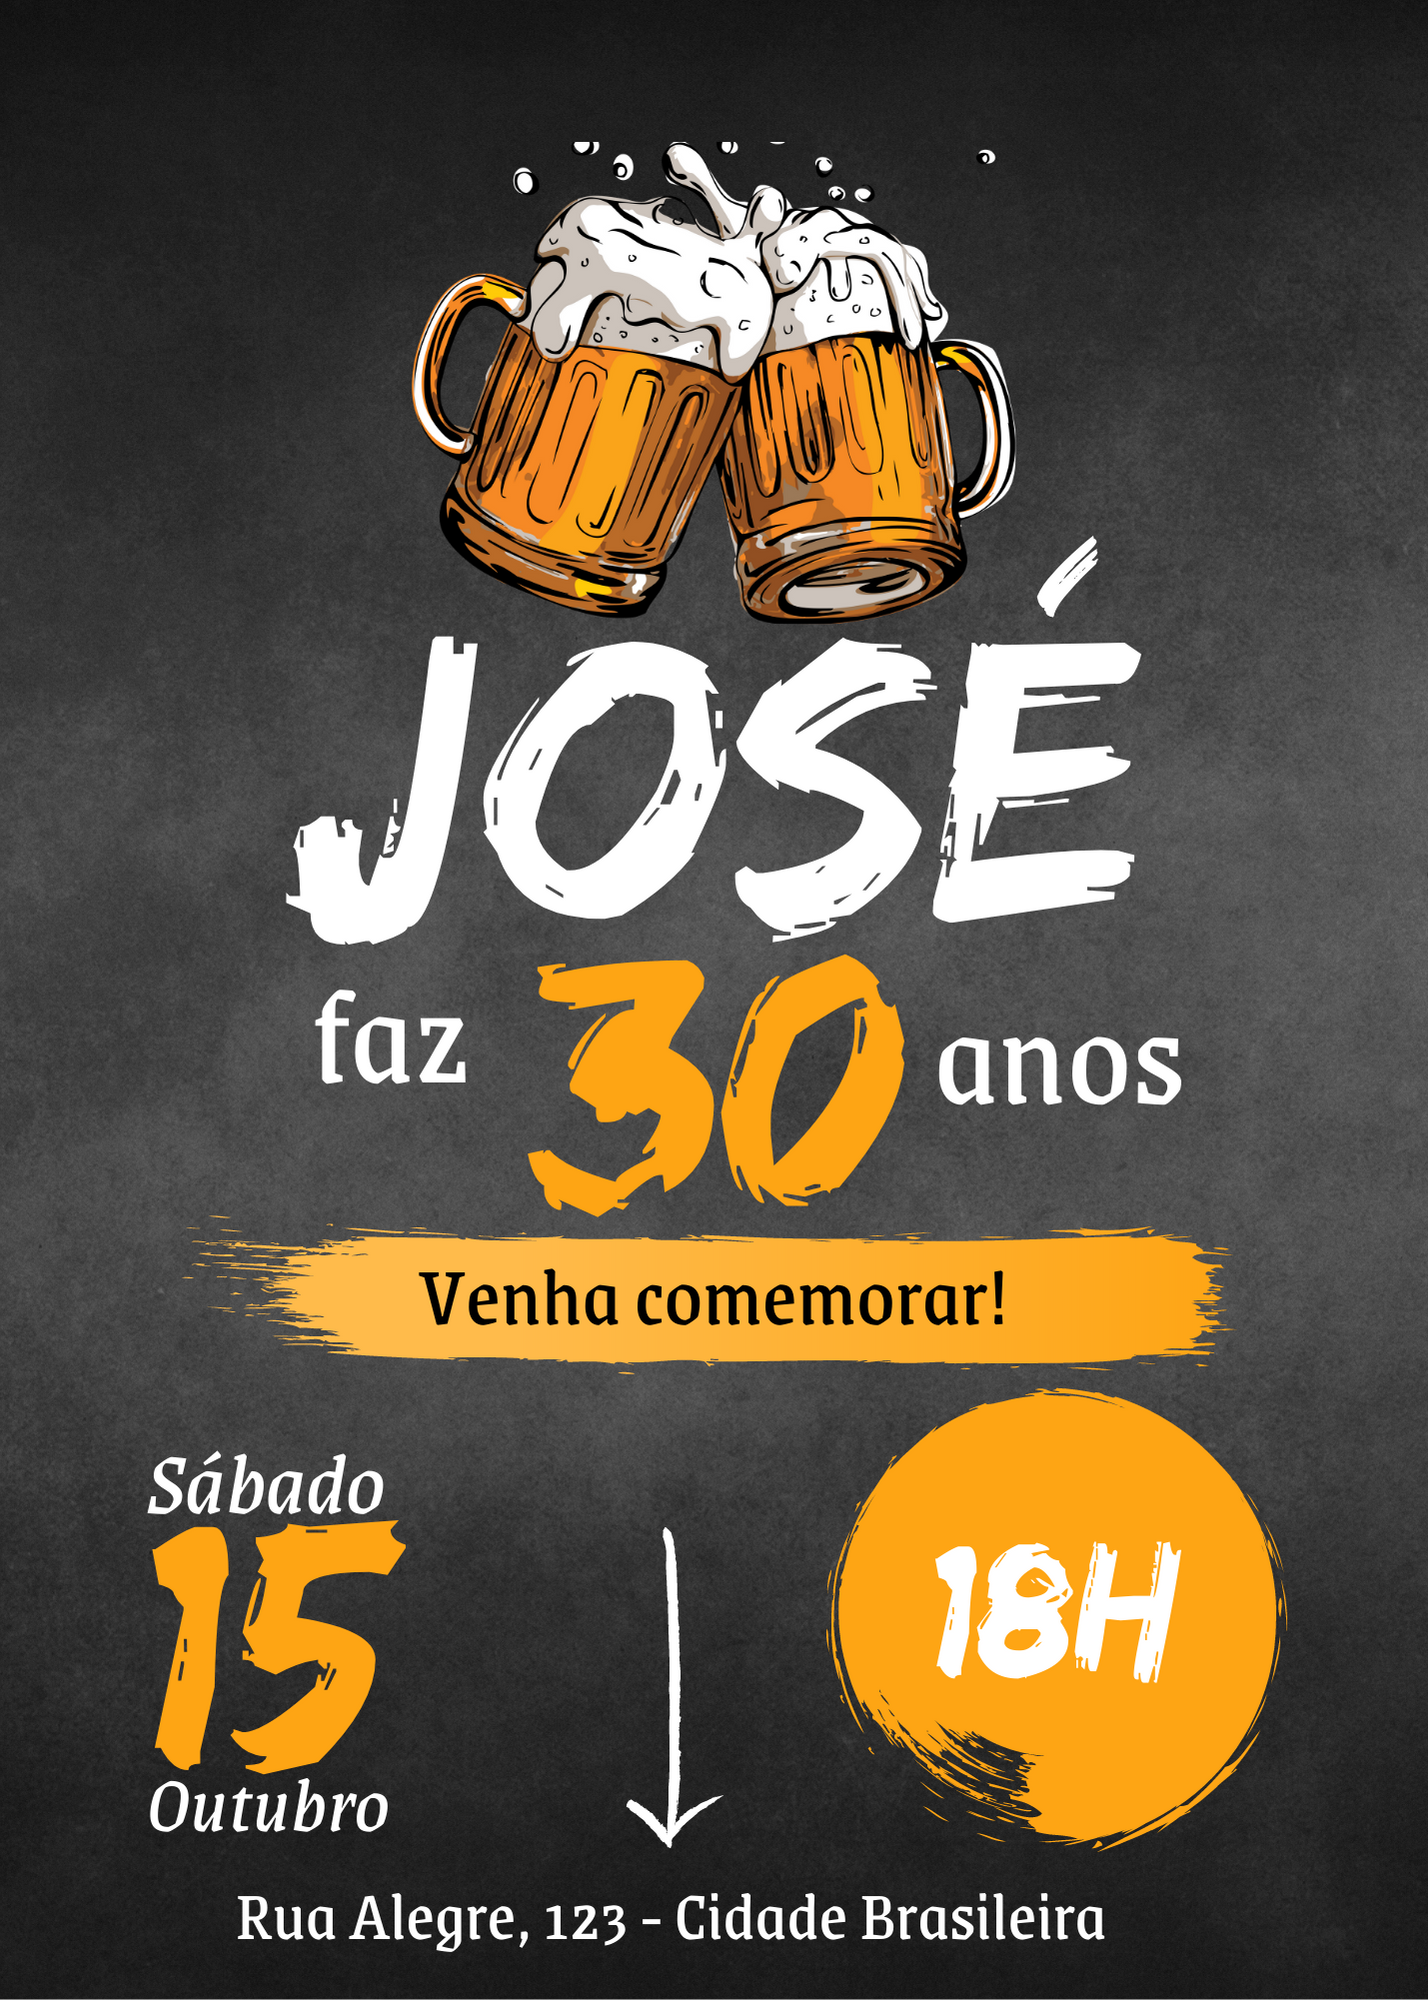 JOSÉ
faz 30 anos
Venha comemorar!
Sábado
15
Outubro
18H
Rua Alegre, 123 - Cidade Brasileira